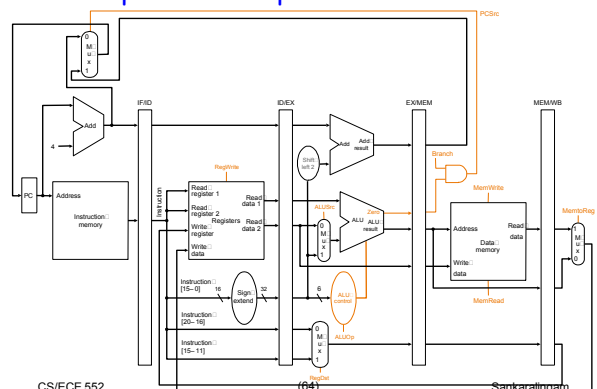 PCSrc
0
M
u
x
1
IF/ID
ID/EX
EX/MEM
MEM/WB
Add
4
Add
Add
result
Shift
left 2
Branch
RegWrite
PC
Address
Instruction
memory
Instruction
Read
register 1
Read
register 2
Registers
Write
register
Write
data
Read
data 1
Read
data 2
ALUSrc
0
M
u
x
1
Zero
ALU
ALU
result
MemWrite
Address
Read
data
Data
memory
Write
data
MemRead
MemtoReg
1
M
u
x
0
Instruction
[15–0]
16
Sign
extend
32
6
ALU
control
ALUOp
Instruction
[20–16]
Instruction
[15–11]
0
M
u
x
1
RegDst
CS/ECE 552
(64)
Sankaralingam